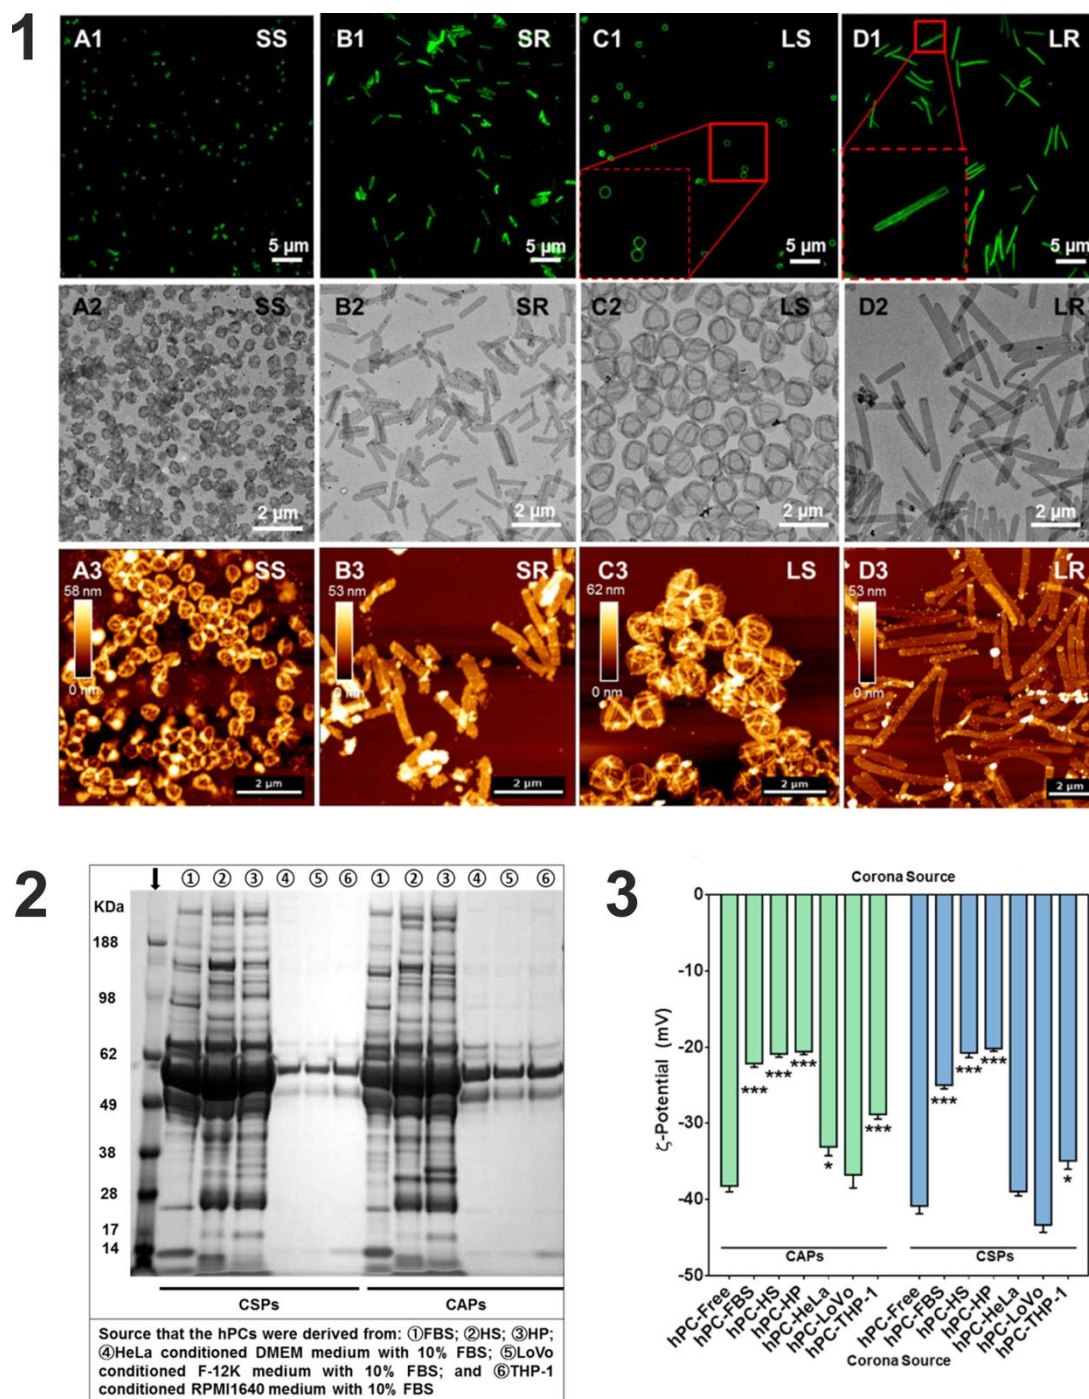 1
A1 SS
B1 SR
C1 LS
D1 LR
5 µm
5 µm
5 µm
5 µm
A2 SS
B2 SR
C2 LS
D2 LR
2 µm
2 µm
2 µm
2 µm
A3 SS
B3 SR
C3 LS
D3 LR
58 nm
53 nm
62 nm
53 nm
0 nm
0 nm
0 nm
0 nm
2 µm
2 µm
2 µm
2 µm
2
① ② ③ ④ ⑤ ⑥ ① ② ③ ④ ⑤ ⑥
KDa
188
98
62
49
38
28
17
14
CSPs CAPs
Source that the hPCs were derived from: ①FBS; ②HS; ③HP;
④HeLa conditioned DMEM medium with 10% FBS; ⑤LoVo
conditioned F-12K medium with 10% FBS; and ⑥THP-1
conditioned RPMI1640 medium with 10% FBS
3
Corona Source
0
-10
-20
-30
-40
-50
ζ-Potential (mV)
*** *** *** * ***
*** *** *** *
CAPs CSPs
hPC-Free
hPC-FBS
hPC-HS
hPC-HP
hPC-HeLa
hPC-LoVo
hPC-THP-1
hPC-Free
hPC-FBS
hPC-HS
hPC-HP
hPC-HeLa
hPC-LoVo
hPC-THP-1
Corona Source